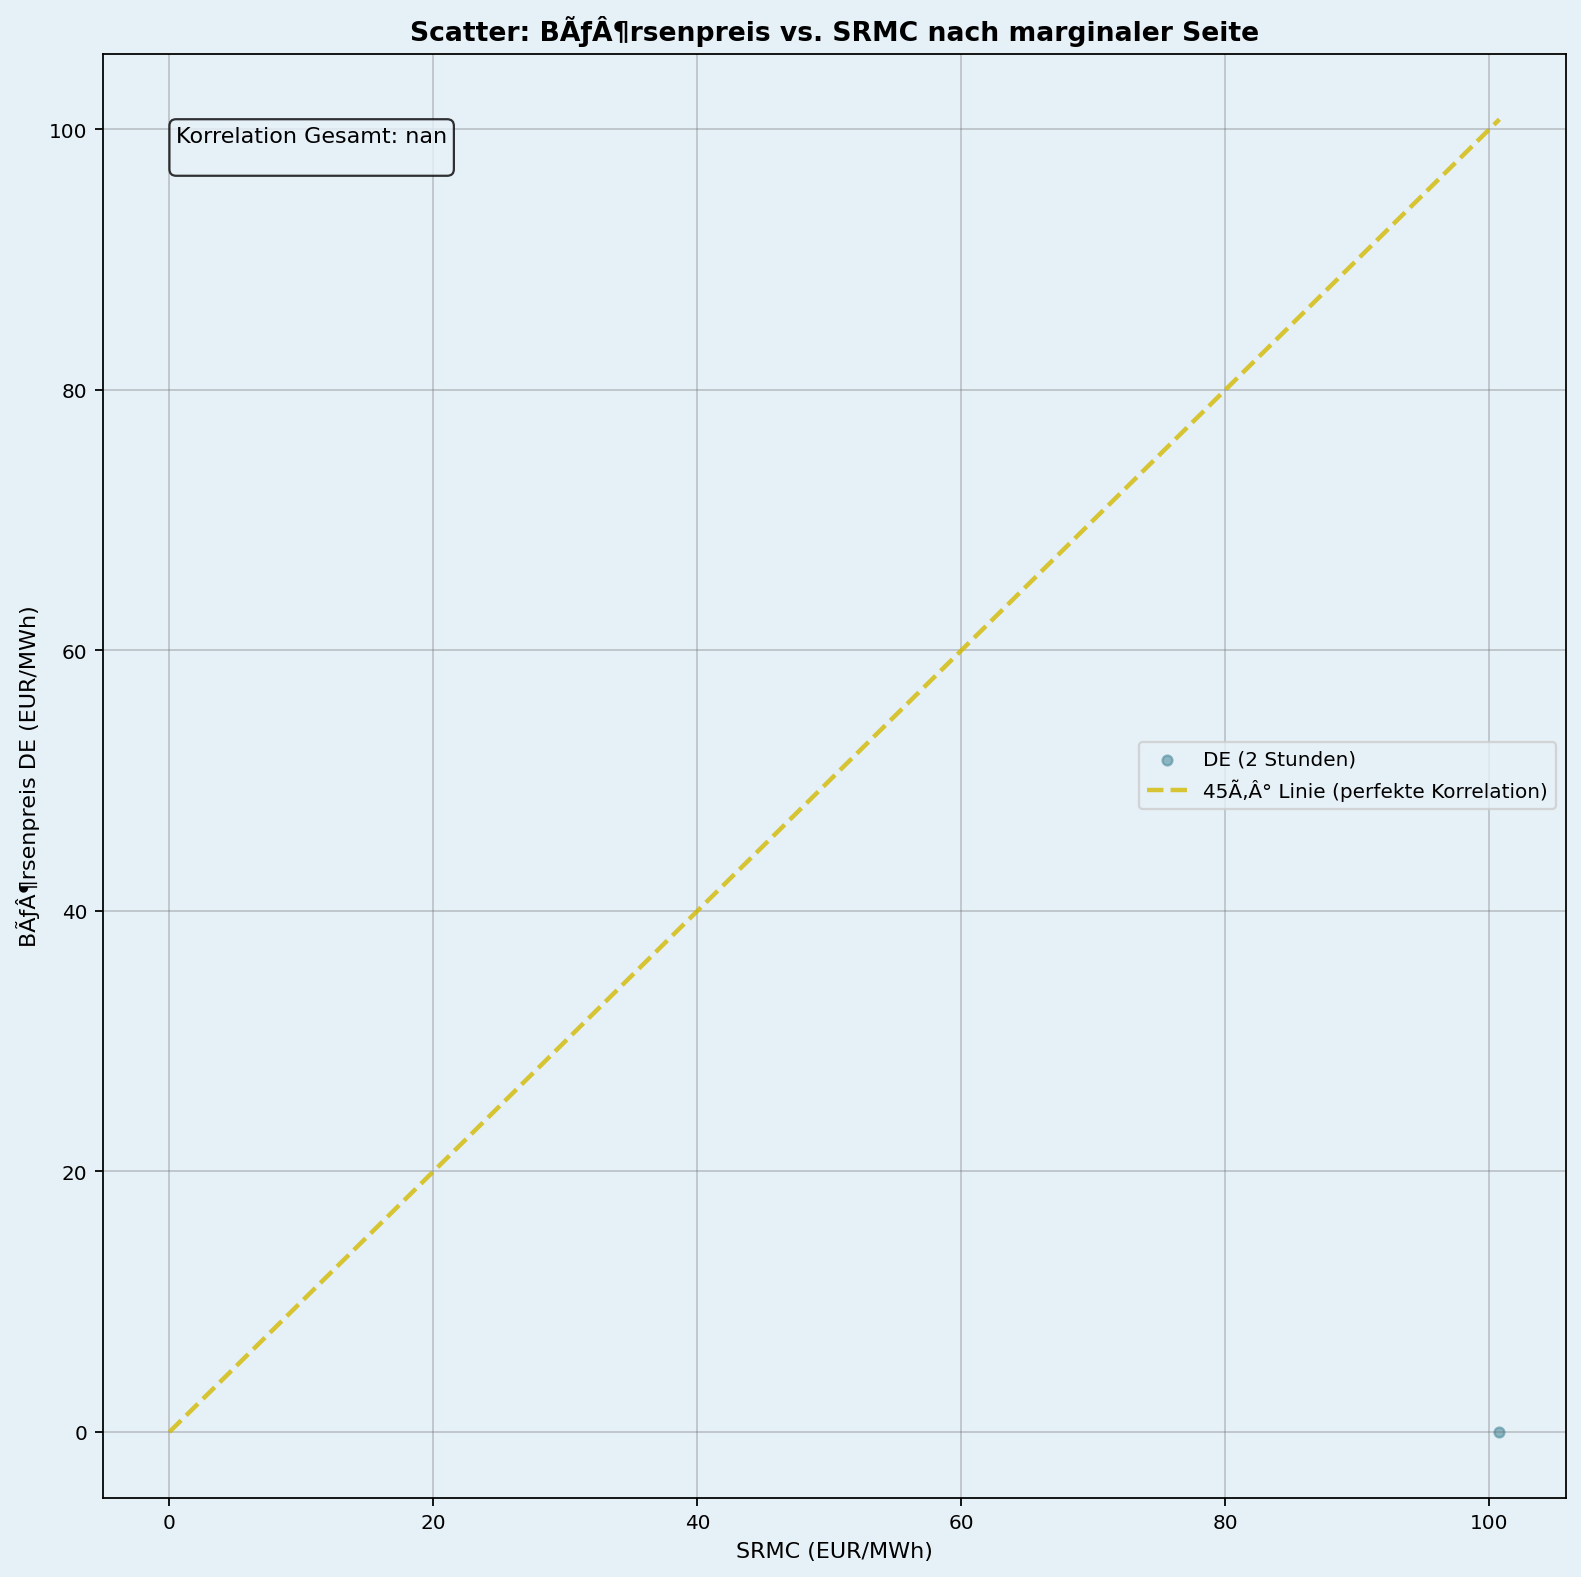 Scatter: BÃƒÂ¶rsenpreis vs. SRMC nach marginaler Seite
Korrelation Gesamt: nan
100
80
60
40
20
0
BÃƒÂ¶rsenpreis DE (EUR/MWh)
DE (2 Stunden)
45Ã‚Â° Linie (perfekte Korrelation)
0 20 40 60 80 100
SRMC (EUR/MWh)